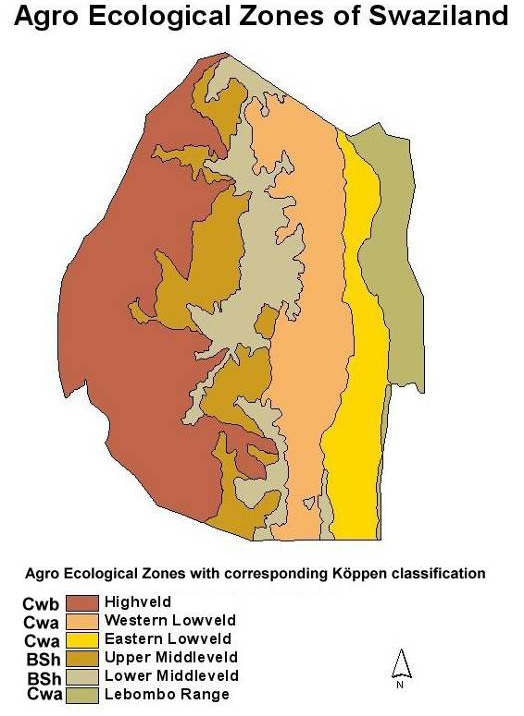 Agro Ecological Zones of Swaziland
Agro Ecological Zones with corresponding Köppen classification
Cwb Highveld
Cwa Western Lowveld
Cwa Eastern Lowveld
BSh Upper Middleveld
BSh Lower Middleveld
Cwa Lebombo Range
N